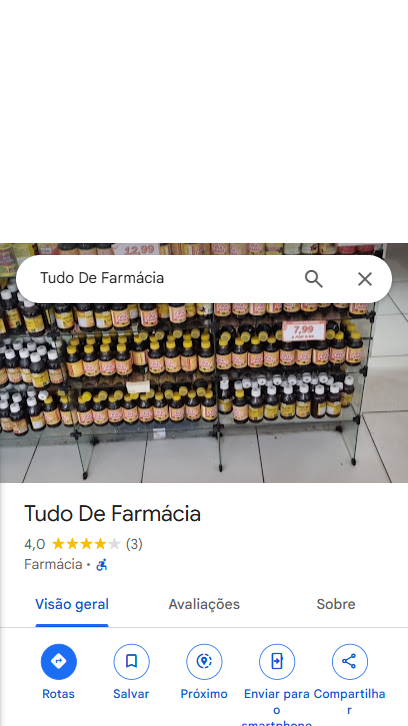 12,99
Tudo De Farmácia
7,99
Tudo De Farmácia
4,0 (3)
Farmácia ·
Visão geral Avaliações Sobre
Rotas Salvar Próximo Enviar para o smartphone Compartilhar